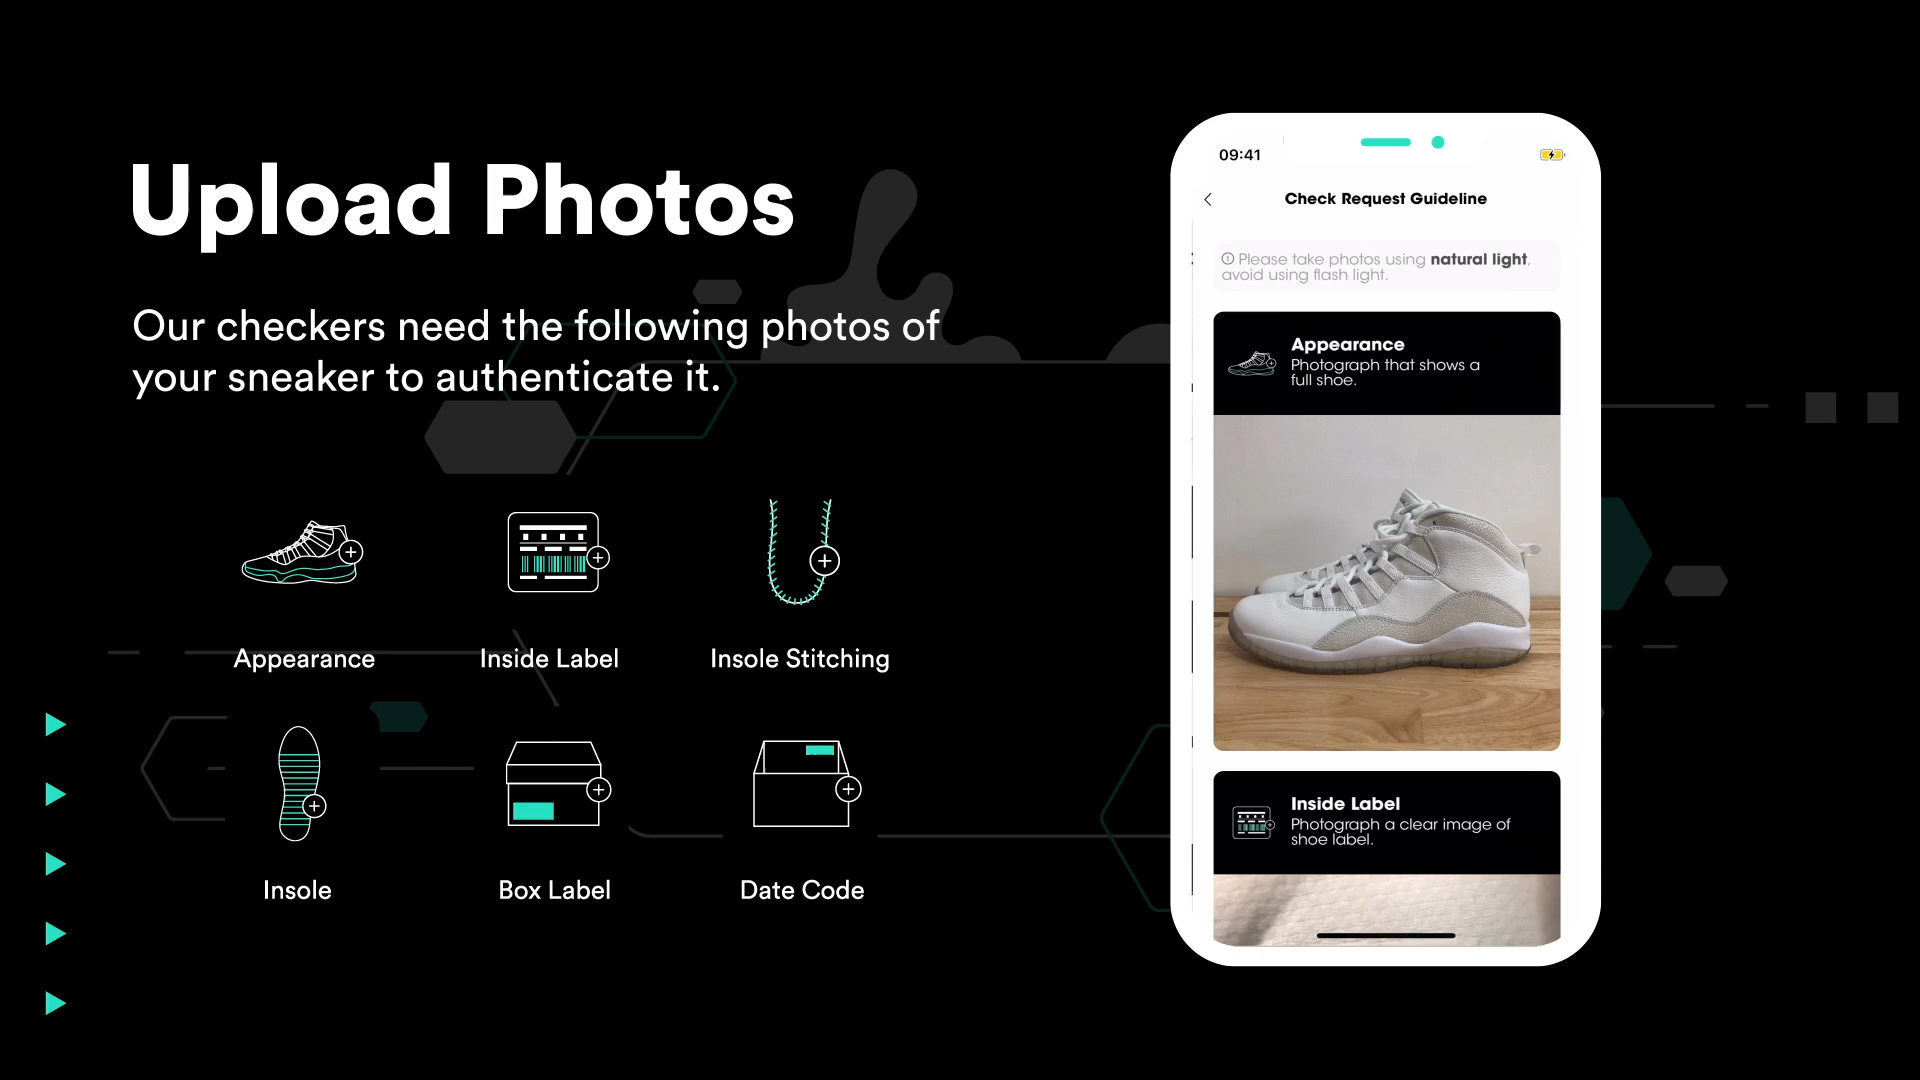 Upload Photos
Our checkers need the following photos of
your sneaker to authenticate it.
Appearance
Inside Label
Insole Stitching
Insole
Box Label
Date Code
09:41
Check Request Guideline
Please take photos using natural light,
avoid using flash light.
Appearance
Photograph that shows a
full shoe.
Inside Label
Photograph a clear image of
shoe label.